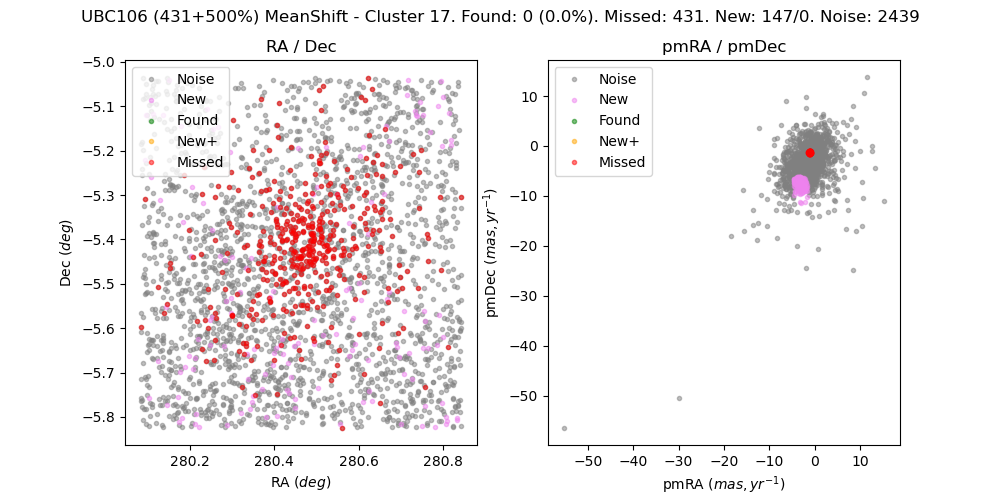 UBC106 (431+500%) MeanShift - Cluster 17. Found: 0 (0.0%). Missed: 431. New: 147/0. Noise: 2439
RA / Dec
−5.0
−5.1
−5.2
−5.3
−5.4
−5.5
−5.6
−5.7
−5.8
Dec (deg)
Noise
New
Found
New+
Missed
280.2 280.4 280.6 280.8
RA (deg)
pmRA / pmDec
10
0
−10
−20
−30
−40
−50
pmDec (mas, yr⁻¹)
Noise
New
Found
New+
Missed
−50 −40 −30 −20 −10 0 10
pmRA (mas, yr⁻¹)